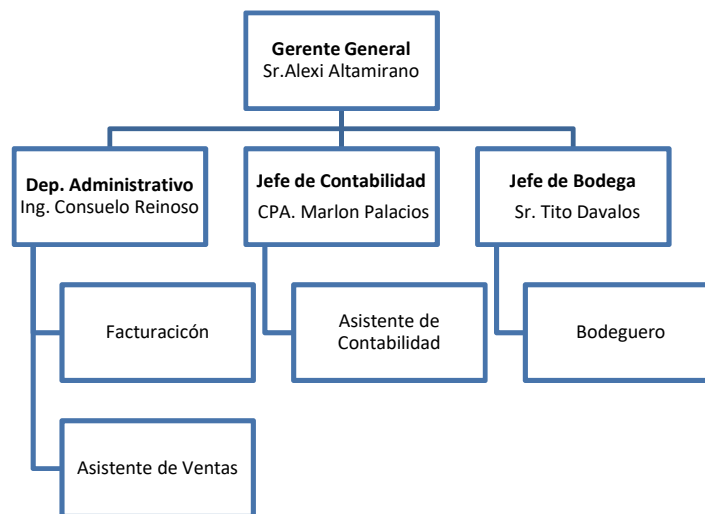 Gerente General
Sr.Alexi Altamirano
Dep. Administrativo
Ing. Consuelo Reinoso
Jefe de Contabilidad
CPA. Marlon Palacios
Jefe de Bodega
Sr. Tito Davalos
Facturacicón
Asistente de
Contabilidad
Bodeguero
Asistente de Ventas